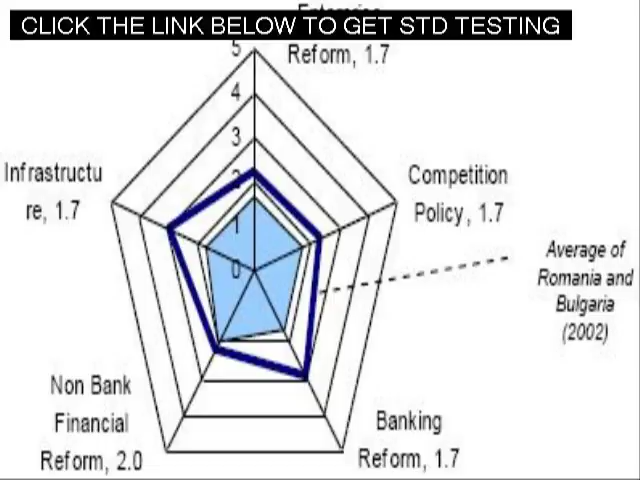 CLICK THE LINK BELOW TO GET STD TESTING
Reform, 1.7
5
4
3
2
1
0
Infrastructu
re, 1.7
Competition
Policy, 1.7
Average of
Romania and
Bulgaria
(2002)
Non Bank
Financial
Reform, 2.0
Banking
Reform, 1.7